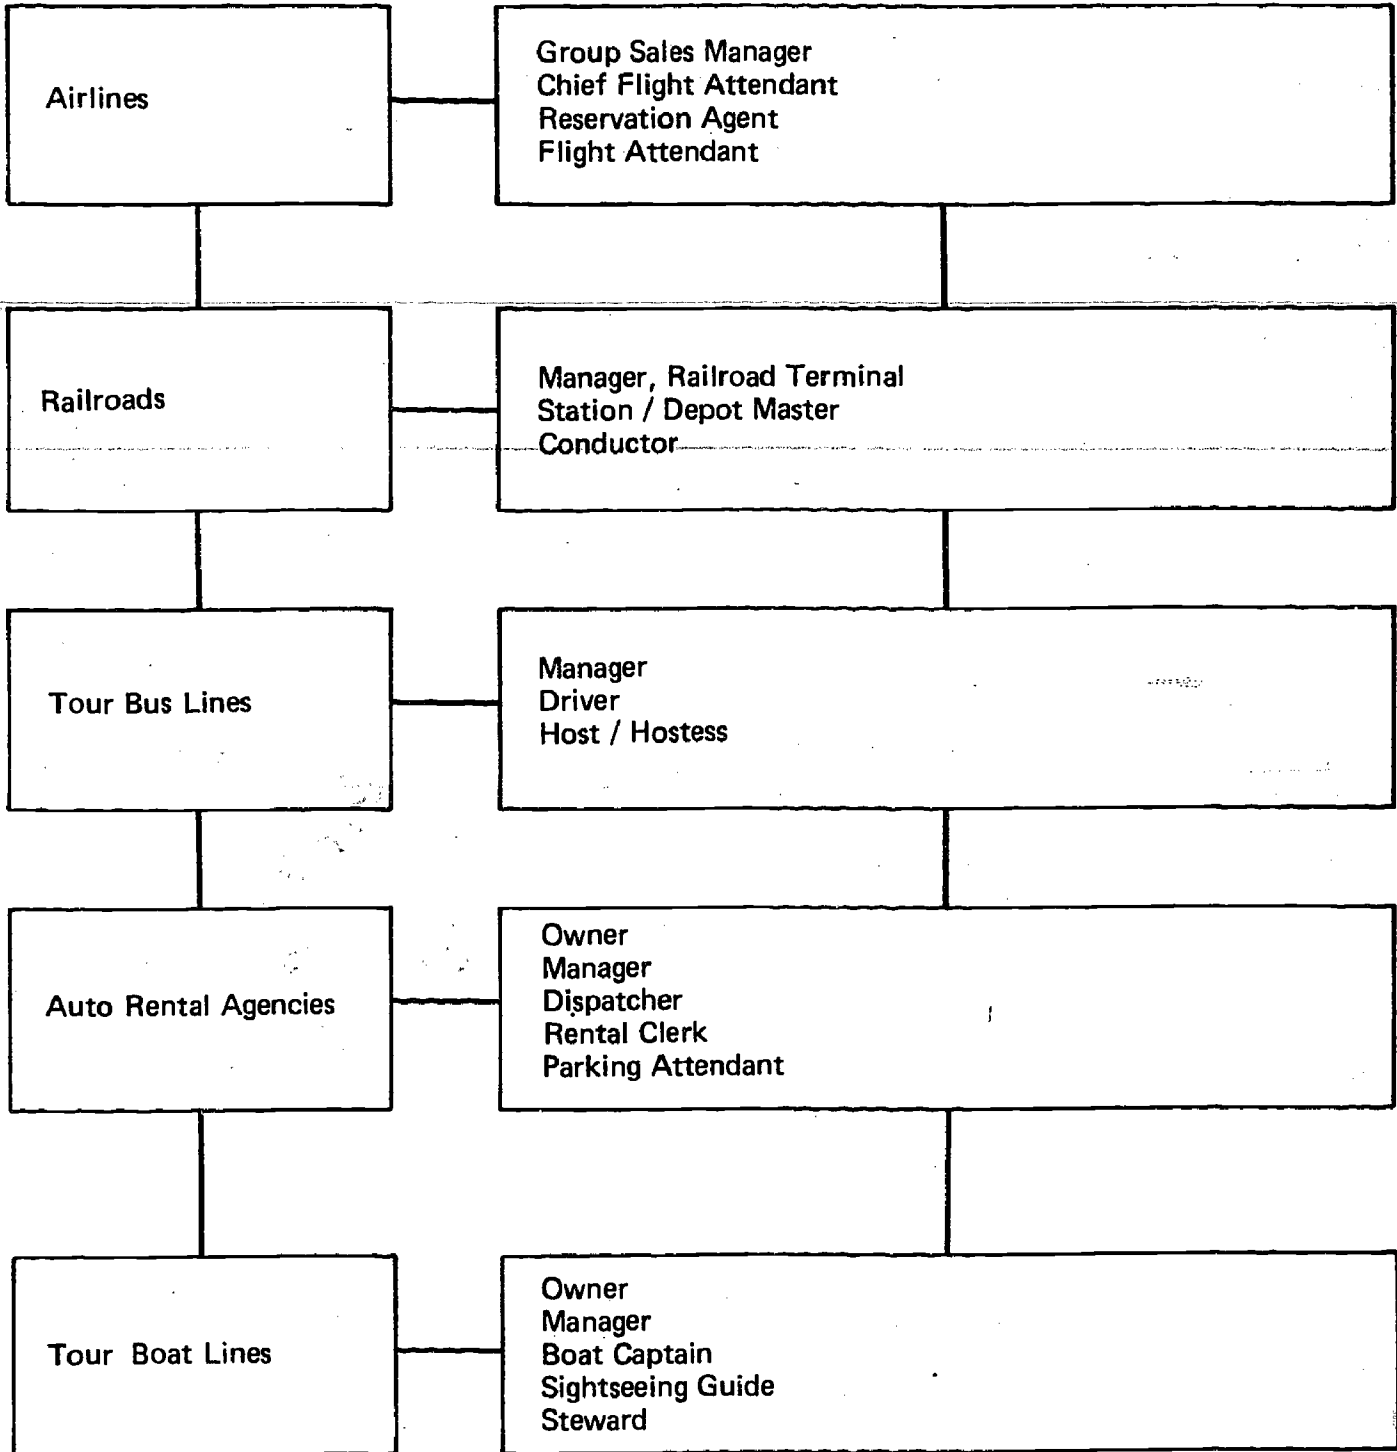 Airlines
Group Sales Manager
Chief Flight Attendant
Reservation Agent
Flight Attendant
Railroads
Manager, Railroad Terminal
Station / Depot Master
Conductor
Tour Bus Lines
Manager
Driver
Host / Hostess
Auto Rental Agencies
Owner
Manager
Dispatcher
Rental Clerk
Parking Attendant
Tour Boat Lines
Owner
Manager
Boat Captain
Sightseeing Guide
Steward